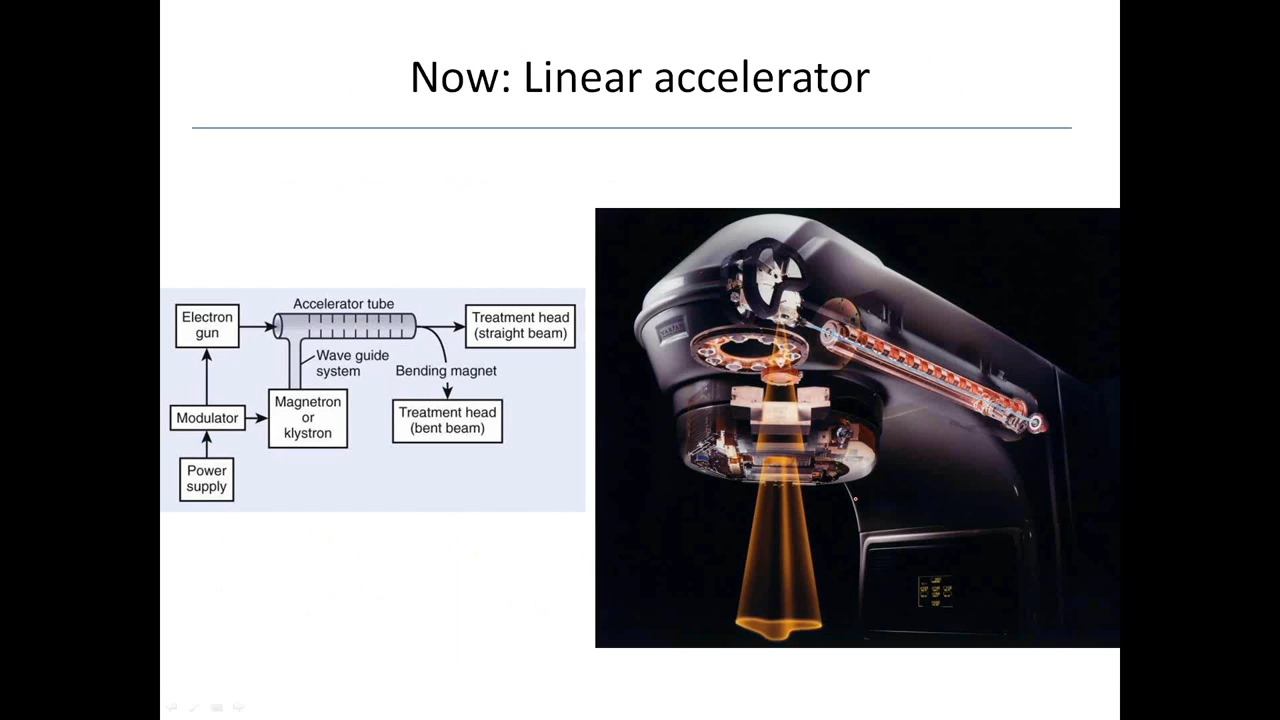 Now: Linear accelerator
Electron
gun
Accelerator tube
Treatment head
(straight beam)
Wave guide
system
Bending magnet
Modulator
Magnetron
or
klystron
Treatment head
(bent beam)
Power
supply
VARIAN